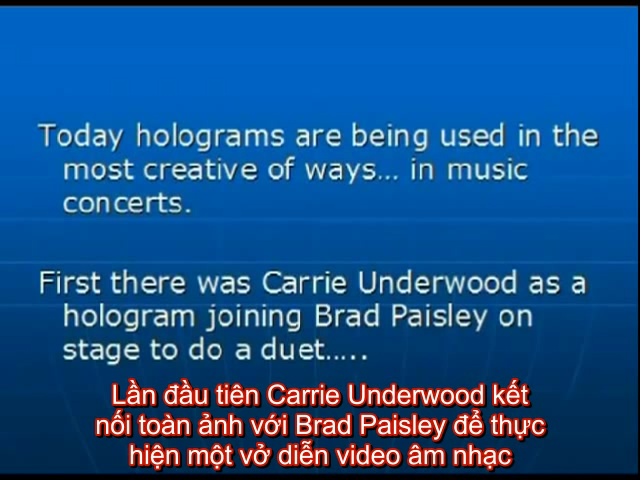 Today holograms are being used in the
most creative of ways... in music
concerts.
First there was Carrie Underwood as a
hologram joining Brad Paisley on
stage to do a duet.....
Lần đầu tiên Carrie Underwood kết
nối toàn ảnh với Brad Paisley để thực
hiện một vở diễn video âm nhạc